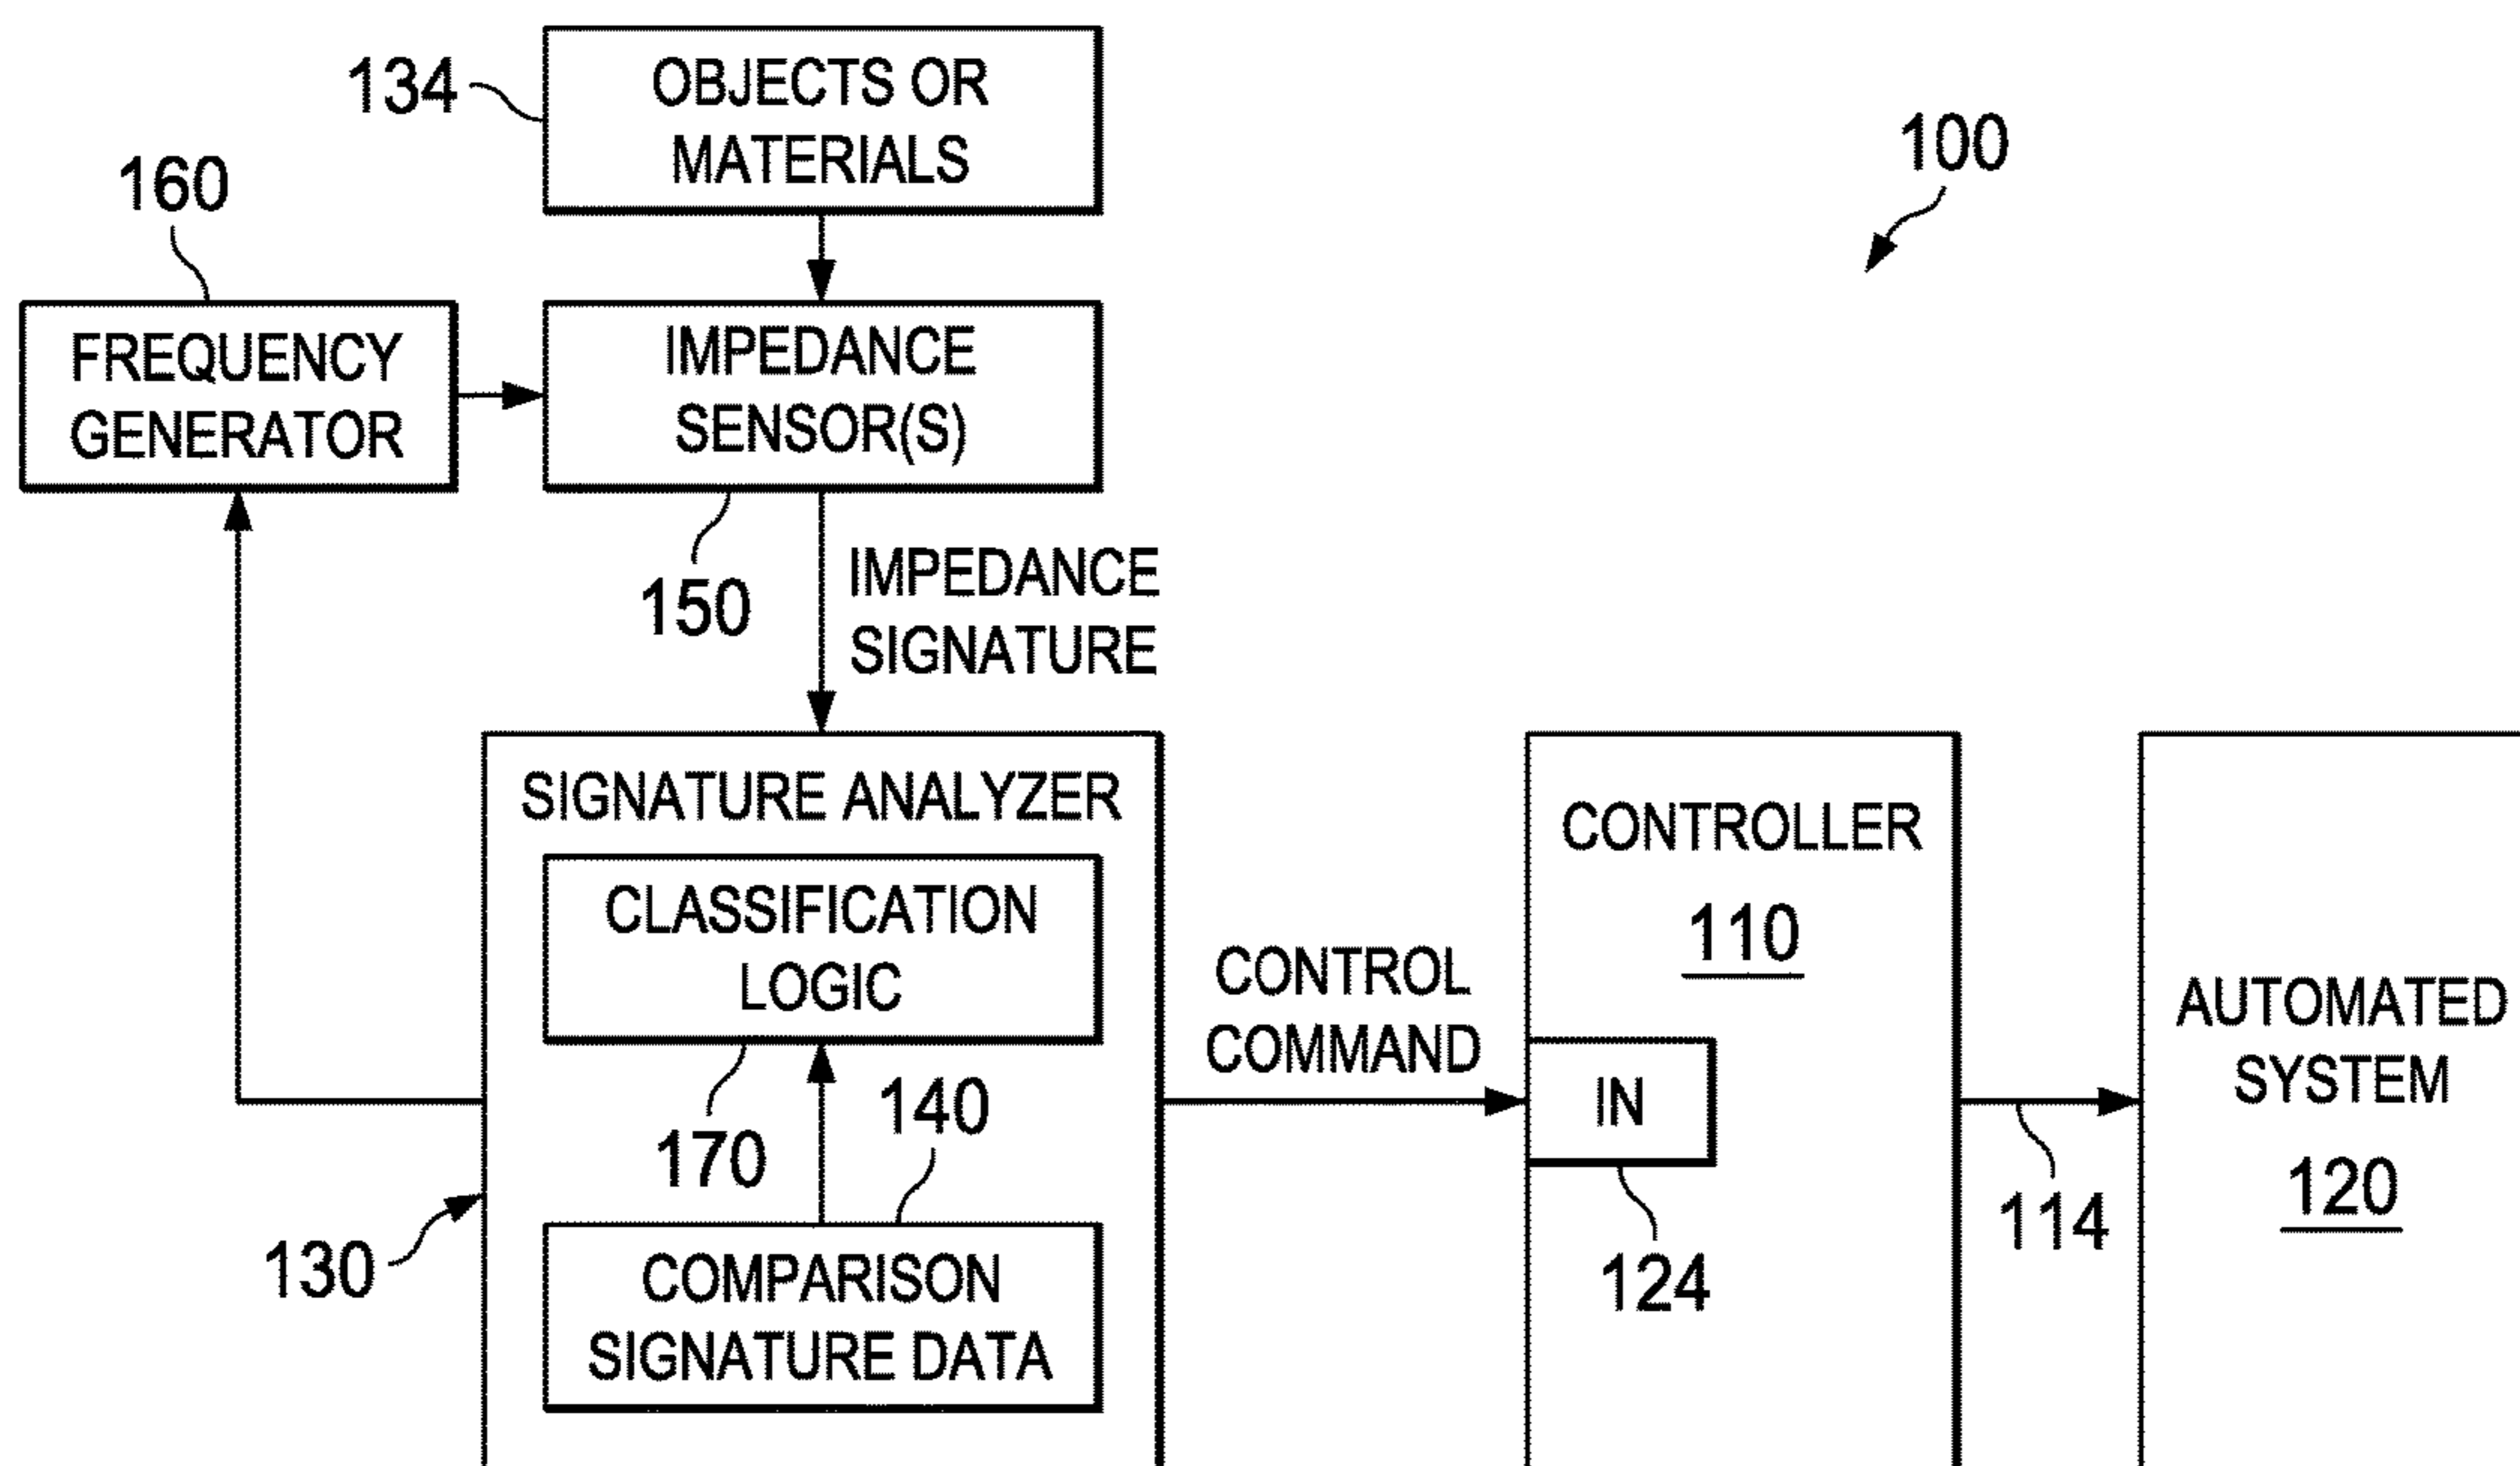 134
OBJECTS OR
MATERIALS
100
160
FREQUENCY
GENERATOR
IMPEDANCE
SENSOR(S)
150
IMPEDANCE
SIGNATURE
SIGNATURE ANALYZER
CLASSIFICATION
LOGIC
170
140
COMPARISON
SIGNATURE DATA
130
CONTROL
COMMAND
CONTROLLER
110
IN
124
114
AUTOMATED
SYSTEM
120